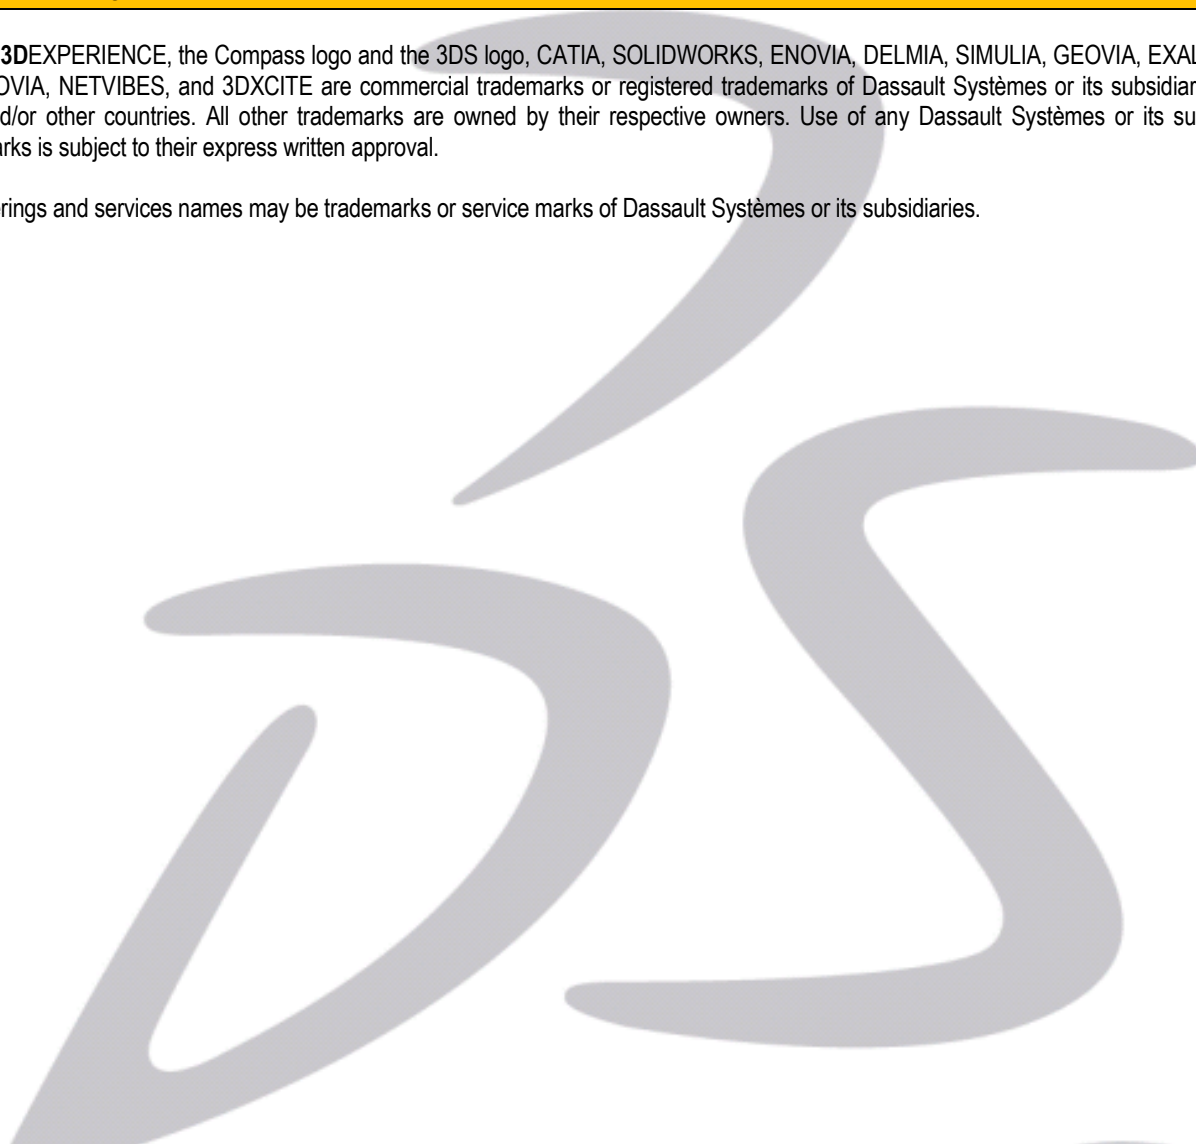 3DEXPERIENCE, the Compass logo and the 3DS logo, CATIA, SOLIDWORKS, ENOVIA, DELMIA, SIMULIA, GEOVIA, EXAL
OVIA, NETVIBES, and 3DXCITE are commercial trademarks or registered trademarks of Dassault Systèmes or its subsidiar
d/or other countries. All other trademarks are owned by their respective owners. Use of any Dassault Systèmes or its su
arks is subject to their express written approval.
rings and services names may be trademarks or service marks of Dassault Systèmes or its subsidiaries.